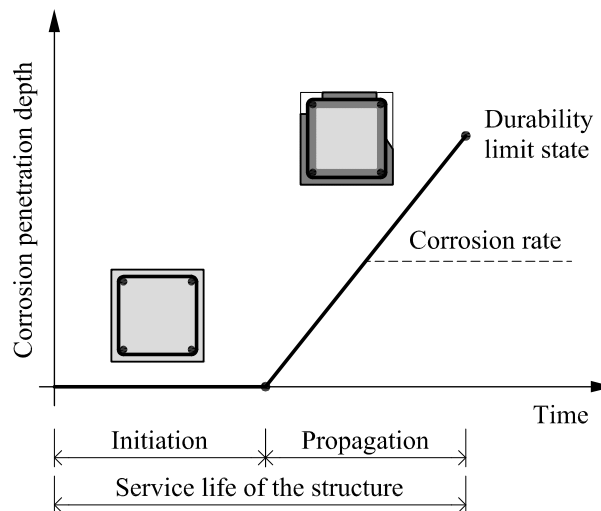 Corrosion penetration depth
Durability
limit state
Corrosion rate
Time
Initiation
Propagation
Service life of the structure